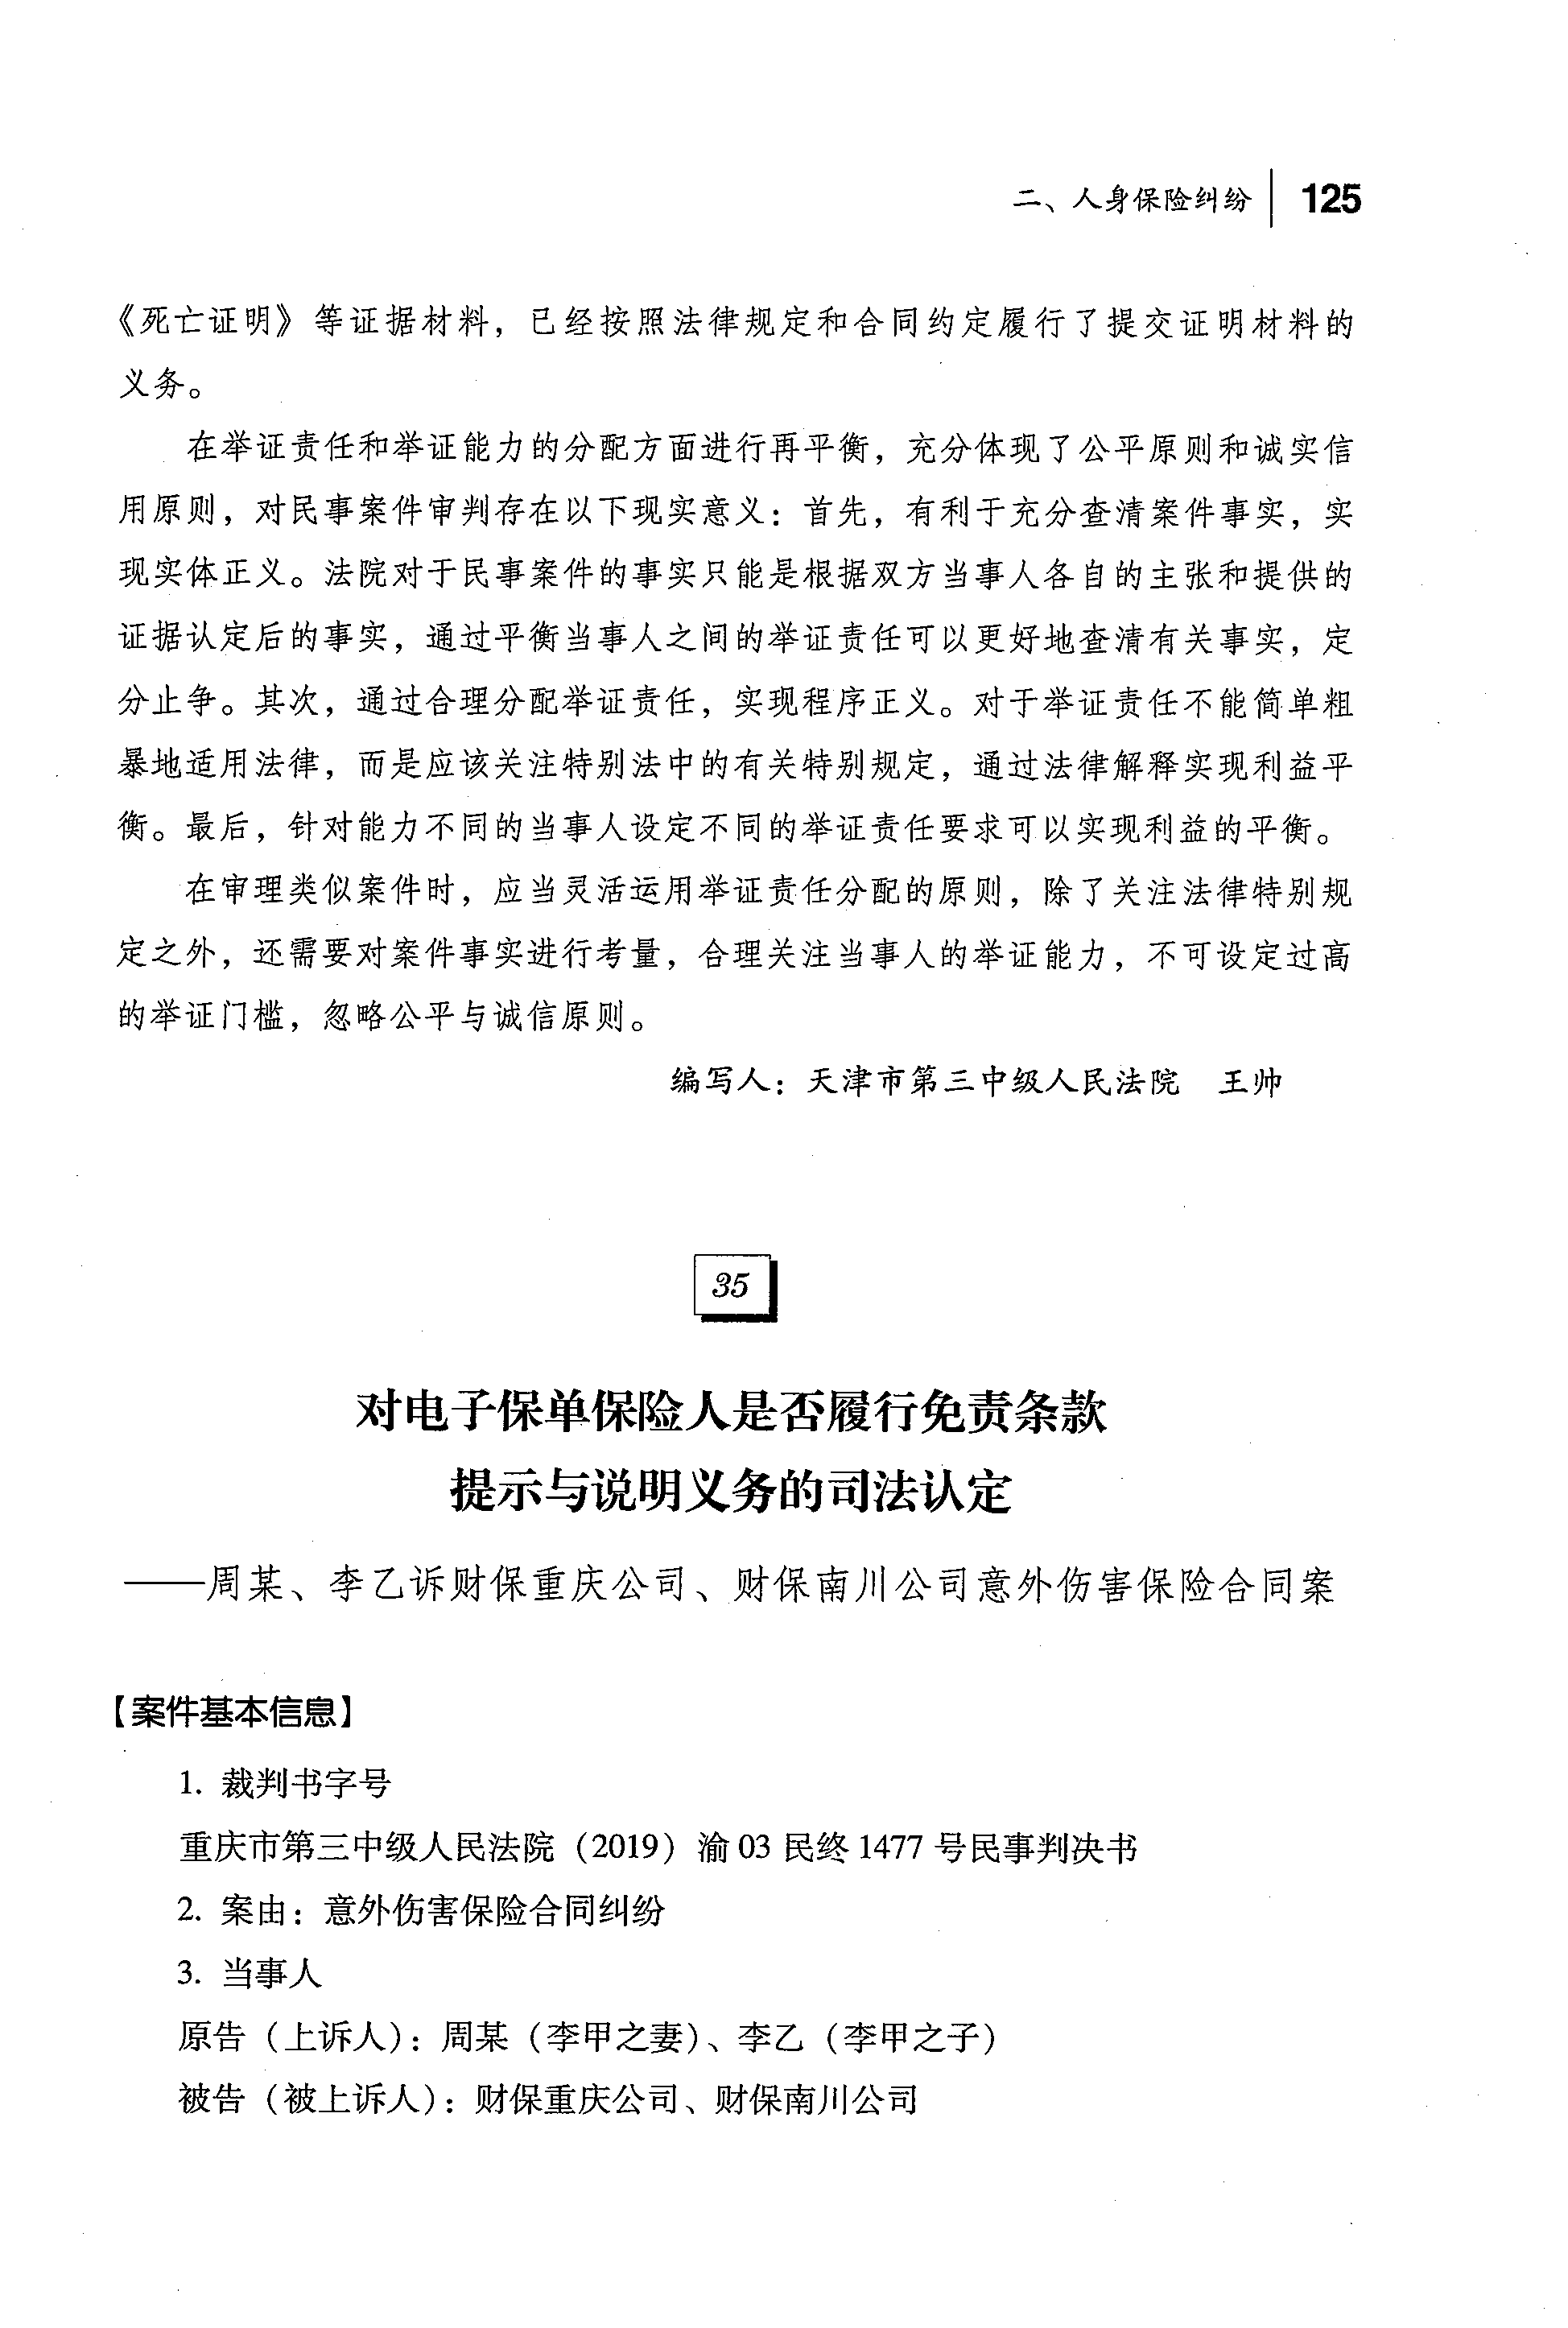 二、人身保险纠纷 125
《死亡证明》等证据材料，已经按照法律规定和合同约定履行了提交证明材料的
义务。
在举证责任和举证能力的分配方面进行再平衡，充分体现了公平原则和诚实信
用原则，对民事案件审判存在以下现实意义：首先，有利于充分查清案件事实，实
现实体正义。法院对于民事案件的事实只能是根据双方当事人各自的主张和提供的
证据认定后的事实，通过平衡当事人之间的举证责任可以更好地查清有关事实，定
分止争。其次，通过合理分配举证责任，实现程序正义。对于举证责任不能简单粗
暴地适用法律，而是应该关注特别法中的有关特别规定，通过法律解释实现利益平
衡。最后，针对能力不同的当事人设定不同的举证责任要求可以实现利益的平衡。
在审理类似案件时，应当灵活运用举证责任分配的原则，除了关注法律特别规
定之外，还需要对案件事实进行考量，合理关注当事人的举证能力，不可设定过高
的举证门槛，忽略公平与诚信原则。
编写人：天津市第三中级人民法院 王帅
35
对电子保单保险人是否履行免责条款
提示与说明义务的司法认定
——周某、李乙诉财保重庆公司、财保南川公司意外伤害保险合同案
【案件基本信息】
1. 裁判书字号
重庆市第三中级人民法院（2019）渝03民终1477号民事判决书
2. 案由：意外伤害保险合同纠纷
3. 当事人
原告（上诉人）：周某（李甲之妻）、李乙（李甲之子）
被告（被上诉人）：财保重庆公司、财保南川公司